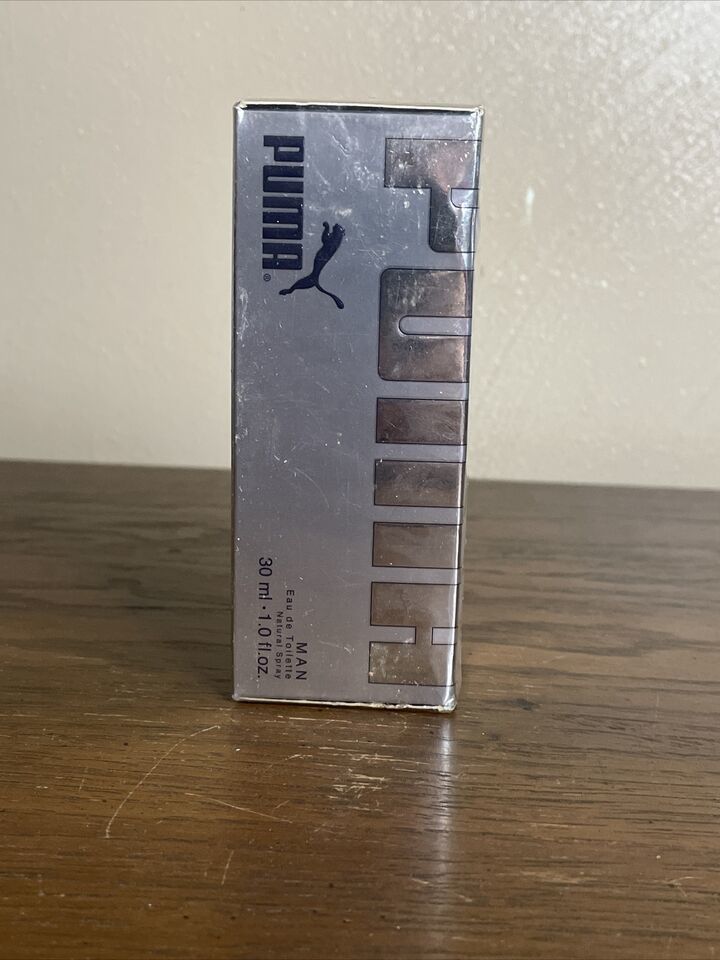 PUMA
PUMA®
MAN
Eau de Toilette
Natural Spray
30 ml · 1.0 fl.oz.